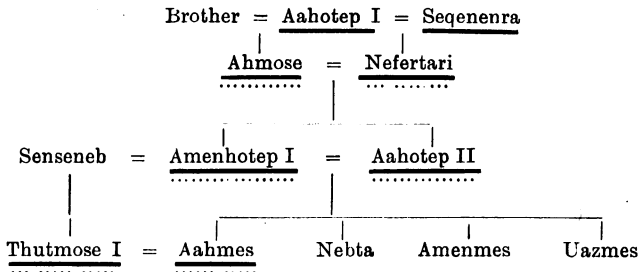 Brother = Aahotep I = Seqenenra
Ahmose = Nefertari
Senseneb = Amenhotep I = Aahotep II
Thutmose I = Aahmes Nebta Amenmes Uazmes